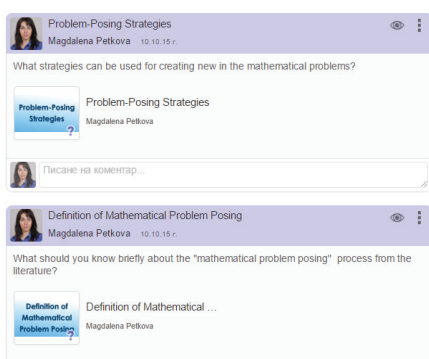 Problem-Posing Strategies
Magdalena Petkova 10.10.15 г.
What strategies can be used for creating new in the mathematical problems?
Problem-Posing
Strategies
?
Problem-Posing Strategies
Magdalena Petkova
Писане на коментар...
Definition of Mathematical Problem Posing
Magdalena Petkova 10.10.15 г.
What should you know briefly about the "mathematical problem posing" process from the
literature?
Definition of
Mathematical
Problem Posing
?
Definition of Mathematical ...
Magdalena Petkova